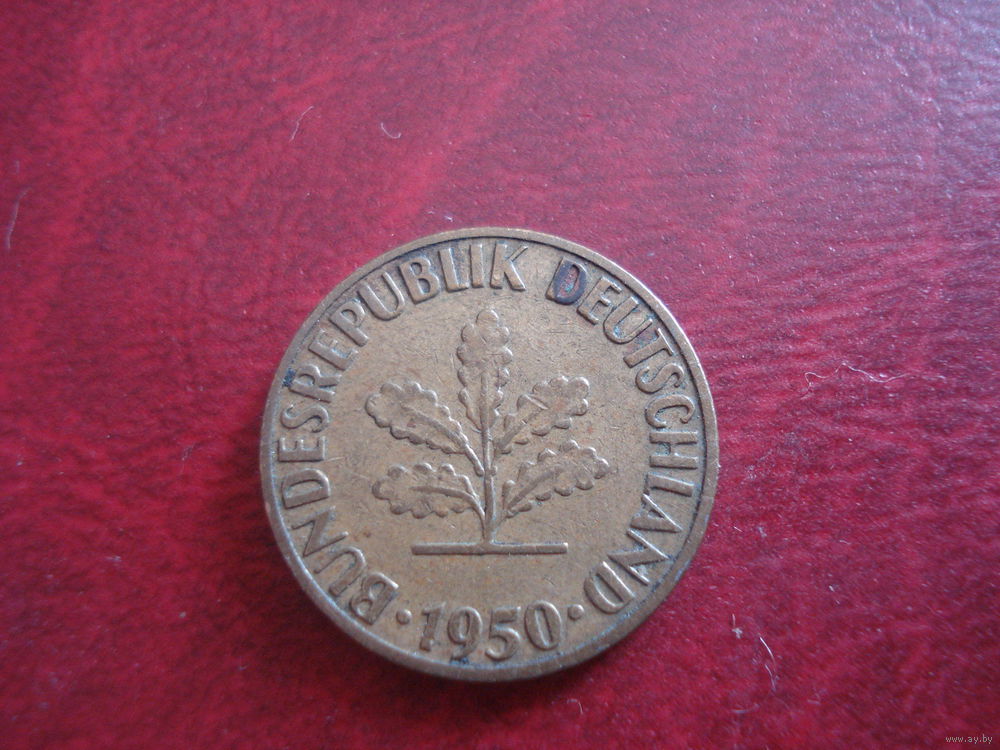 BUNDESREPUBLIK DEUTSCHLAND
· 1950 ·
www.ay.by